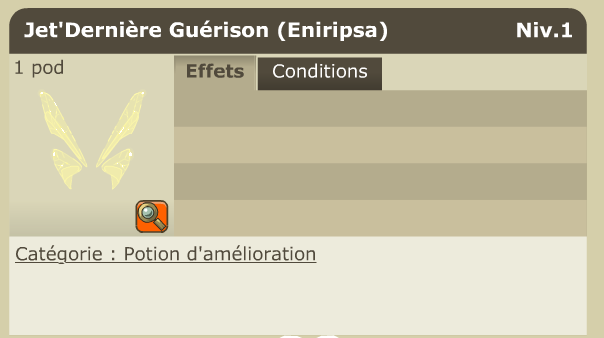 Jet'Dernière Guérison (Eniripsa) Niv.1
1 pod
Effets Conditions
Catégorie : Potion d'amélioration